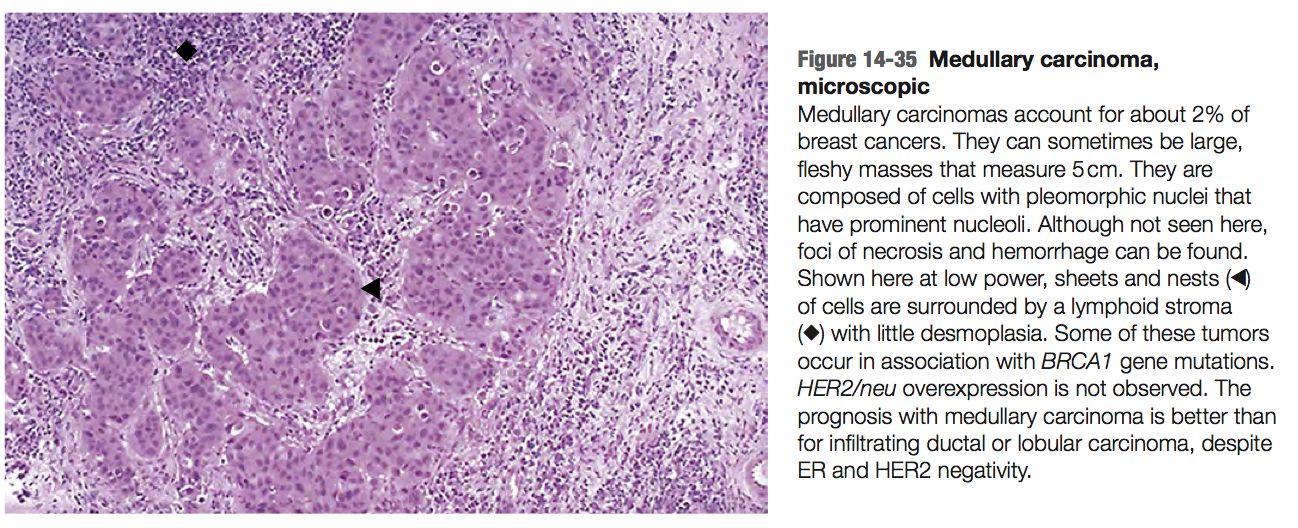 Figure 14-35 Medullary carcinoma,
microscopic
Medullary carcinomas account for about 2% of
breast cancers. They can sometimes be large,
fleshy masses that measure 5 cm. They are
composed of cells with pleomorphic nuclei that
have prominent nucleoli. Although not seen here,
foci of necrosis and hemorrhage can be found.
Shown here at low power, sheets and nests (◀)
of cells are surrounded by a lymphoid stroma
(◆) with little desmoplasia. Some of these tumors
occur in association with BRCA1 gene mutations.
HER2/neu overexpression is not observed. The
prognosis with medullary carcinoma is better than
for infiltrating ductal or lobular carcinoma, despite
ER and HER2 negativity.